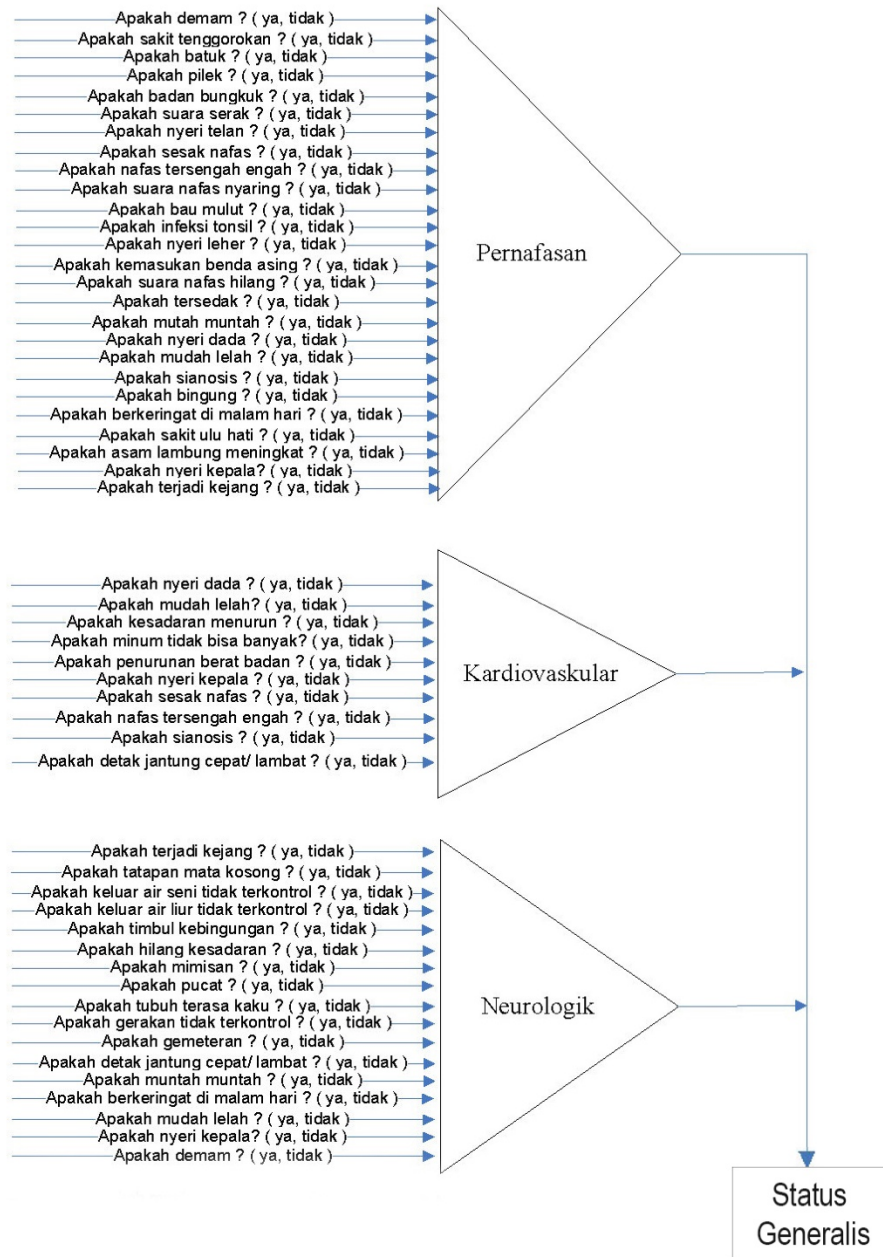 Apakah demam ? ( ya, tidak )
Apakah sakit tenggorokan ? ( ya, tidak )
Apakah batuk ? ( ya, tidak )
Apakah pilek ? ( ya, tidak )
Apakah badan bungkuk ? ( ya, tidak )
Apakah suara serak ? ( ya, tidak )
Apakah nyeri telan ? ( ya, tidak )
Apakah sesak nafas ? ( ya, tidak )
Apakah nafas tersengah engah ? ( ya, tidak )
Apakah suara nafas nyaring ? ( ya, tidak )
Apakah bau mulut ? ( ya, tidak )
Apakah infeksi tonsil ? ( ya, tidak )
Apakah nyeri leher ? ( ya, tidak )
Apakah kemasukan benda asing ? ( ya, tidak )
Apakah suara nafas hilang ? ( ya, tidak )
Apakah tersedak ? ( ya, tidak )
Apakah mutah muntah ? ( ya, tidak )
Apakah nyeri dada ? ( ya, tidak )
Apakah mudah lelah ? ( ya, tidak )
Apakah sianosis ? ( ya, tidak )
Apakah bingung ? ( ya, tidak )
Apakah berkeringat di malam hari ? ( ya, tidak )
Apakah sakit ulu hati ? ( ya, tidak )
Apakah asam lambung meningkat ? ( ya, tidak )
Apakah nyeri kepala? ( ya, tidak )
Apakah terjadi kejang ? ( ya, tidak )
Pernafasan
Apakah nyeri dada ? ( ya, tidak )
Apakah mudah lelah? ( ya, tidak )
Apakah kesadaran menurun ? ( ya, tidak )
Apakah minum tidak bisa banyak? ( ya, tidak )
Apakah penurunan berat badan ? ( ya, tidak )
Apakah nyeri kepala ? ( ya, tidak )
Apakah sesak nafas ? ( ya, tidak )
Apakah nafas tersengah engah ? ( ya, tidak )
Apakah sianosis ? ( ya, tidak )
Apakah detak jantung cepat/ lambat ? ( ya, tidak )
Kardiovaskular
Apakah terjadi kejang ? ( ya, tidak )
Apakah tatapan mata kosong ? ( ya, tidak )
Apakah keluar air seni tidak terkontrol ? ( ya, tidak )
Apakah keluar air liur tidak terkontrol ? ( ya, tidak )
Apakah timbul kebingungan ? ( ya, tidak )
Apakah hilang kesadaran ? ( ya, tidak )
Apakah mimisan ? ( ya, tidak )
Apakah pucat ? ( ya, tidak )
Apakah tubuh terasa kaku ? ( ya, tidak )
Apakah gerakan tidak terkontrol ? ( ya, tidak )
Apakah gemeteran ? ( ya, tidak )
Apakah detak jantung cepat/ lambat ? ( ya, tidak )
Apakah muntah muntah ? ( ya, tidak )
Apakah berkeringat di malam hari ? ( ya, tidak )
Apakah mudah lelah ? ( ya, tidak )
Apakah nyeri kepala? ( ya, tidak )
Apakah demam ? ( ya, tidak )
Neurologik
Status
Generalis